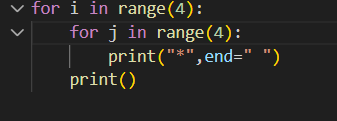 for i in range(4):
    for j in range(4):
        print("*",end=" ")
    print()